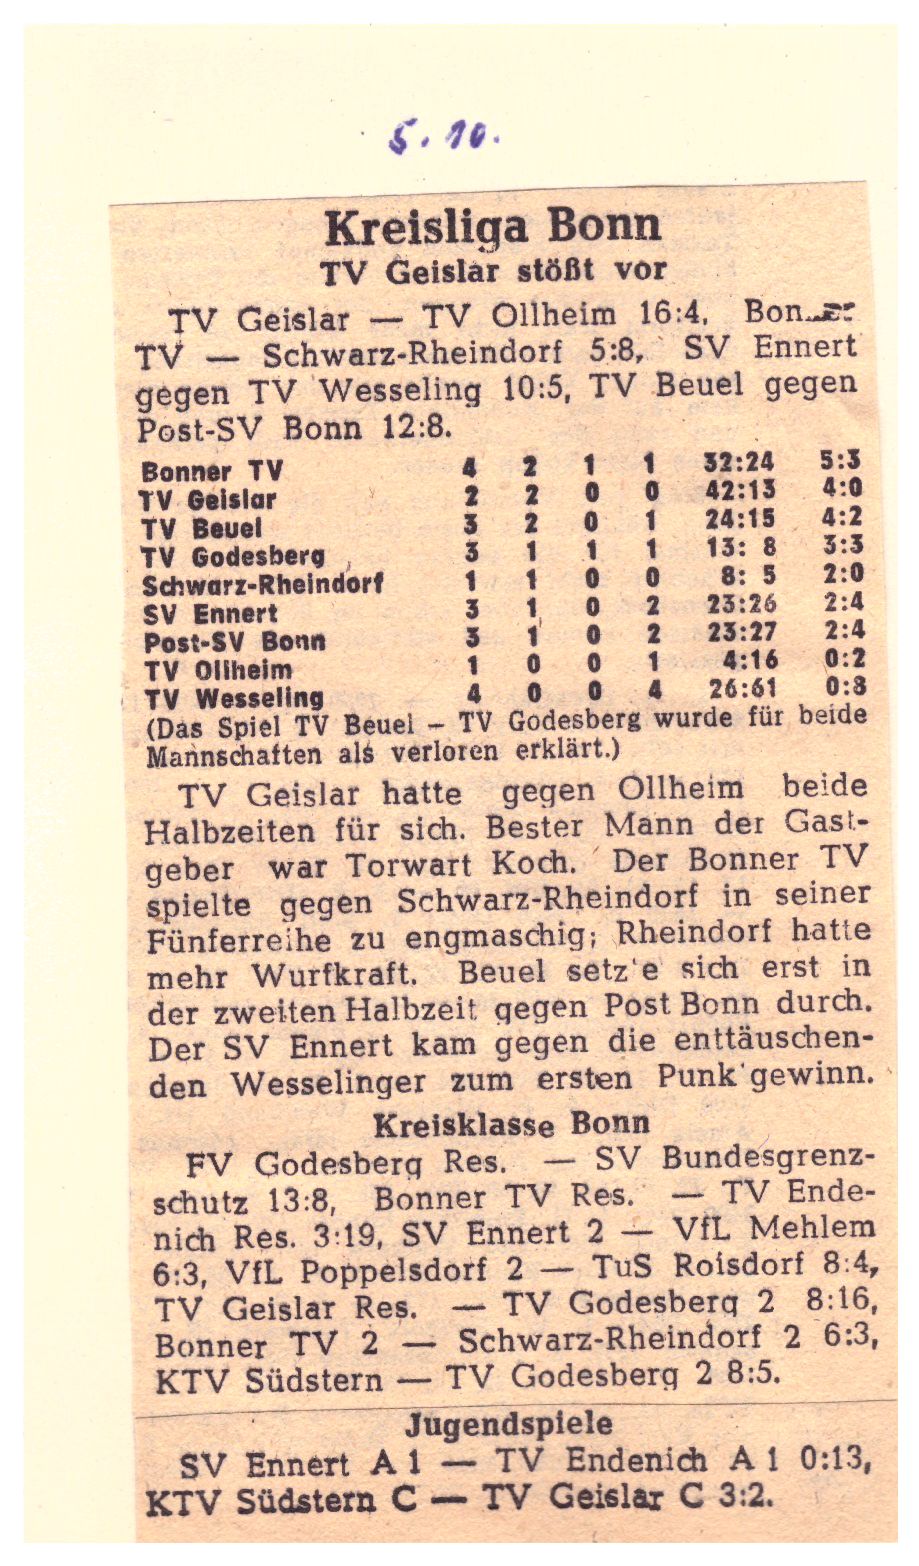 5. 10.
Kreisliga Bonn
TV Geislar stößt vor
TV Geislar — TV Ollheim 16:4, Bonner
TV — Schwarz-Rheindorf 5:8, SV Ennert
gegen TV Wesseling 10:5, TV Beuel gegen
Post-SV Bonn 12:8.
Bonner TV 4 2 1 1 32:24 5:3
TV Geislar 2 2 0 0 42:13 4:0
TV Beuel 3 2 0 1 24:15 4:2
TV Godesberg 3 1 1 1 13: 8 3:3
Schwarz-Rheindorf 1 1 0 0 8: 5 2:0
SV Ennert 3 1 0 2 23:26 2:4
Post-SV Bonn 3 1 0 2 23:27 2:4
TV Ollheim 1 0 0 1 4:16 0:2
TV Wesseling 4 0 0 4 26:61 0:8
(Das Spiel TV Beuel – TV Godesberg wurde für beide
Mannschaften als verloren erklärt.)
TV Geislar hatte gegen Ollheim beide
Halbzeiten für sich. Bester Mann der Gast-
geber war Torwart Koch. Der Bonner TV
spielte gegen Schwarz-Rheindorf in seiner
Fünferreihe zu engmaschig; Rheindorf hatte
mehr Wurfkraft. Beuel setz'e sich erst in
der zweiten Halbzeit gegen Post Bonn durch.
Der SV Ennert kam gegen die enttäuschen-
den Wesselinger zum ersten Punk'gewinn.
Kreisklasse Bonn
FV Godesberg Res. — SV Bundesgrenz-
schutz 13:8, Bonner TV Res. — TV Ende-
nich Res. 3:19, SV Ennert 2 — VfL Mehlem
6:3, VfL Poppelsdorf 2 — TuS Roisdorf 8:4,
TV Geislar Res. — TV Godesberg 2 8:16,
Bonner TV 2 — Schwarz-Rheindorf 2 6:3,
KTV Südstern — TV Godesberg 2 8:5.
Jugendspiele
SV Ennert A 1 — TV Endenich A 1 0:13,
KTV Südstern C — TV Geislar C 3:2.